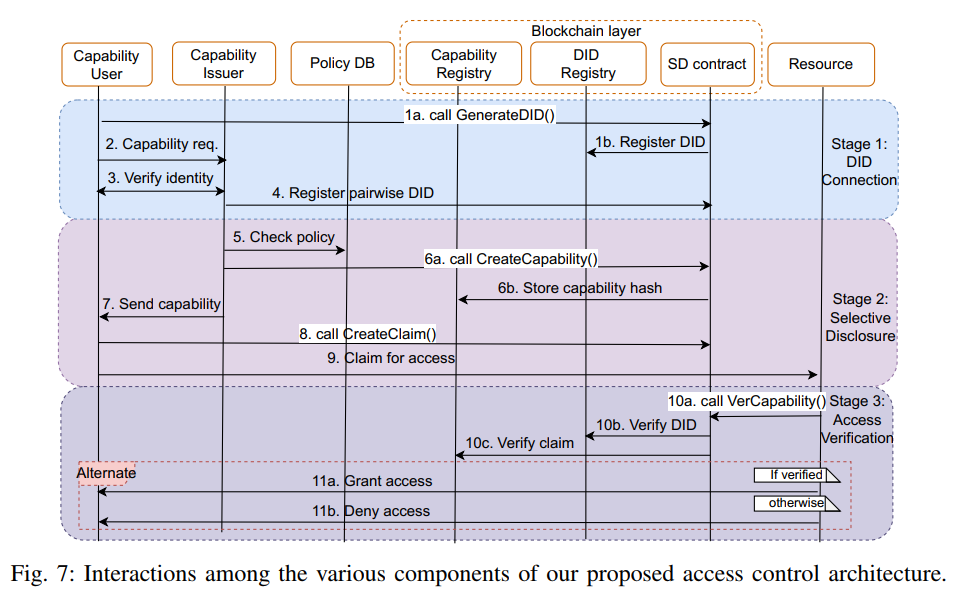 Blockchain layer
Capability
User
Capability
Issuer
Policy DB
Capability
Registry
DID
Registry
SD contract
Resource
1a. call GenerateDID()
1b. Register DID
2. Capability req.
3. Verify identity
4. Register pairwise DID
Stage 1:
DID
Connection
5. Check policy
6a. call CreateCapability()
6b. Store capability hash
7. Send capability
8. call CreateClaim()
9. Claim for access
Stage 2:
Selective
Disclosure
10a. call VerCapability()
10b. Verify DID
10c. Verify claim
Stage 3:
Access
Verification
Alternate
If verified
11a. Grant access
otherwise
11b. Deny access
Fig. 7: Interactions among the various components of our proposed access control architecture.